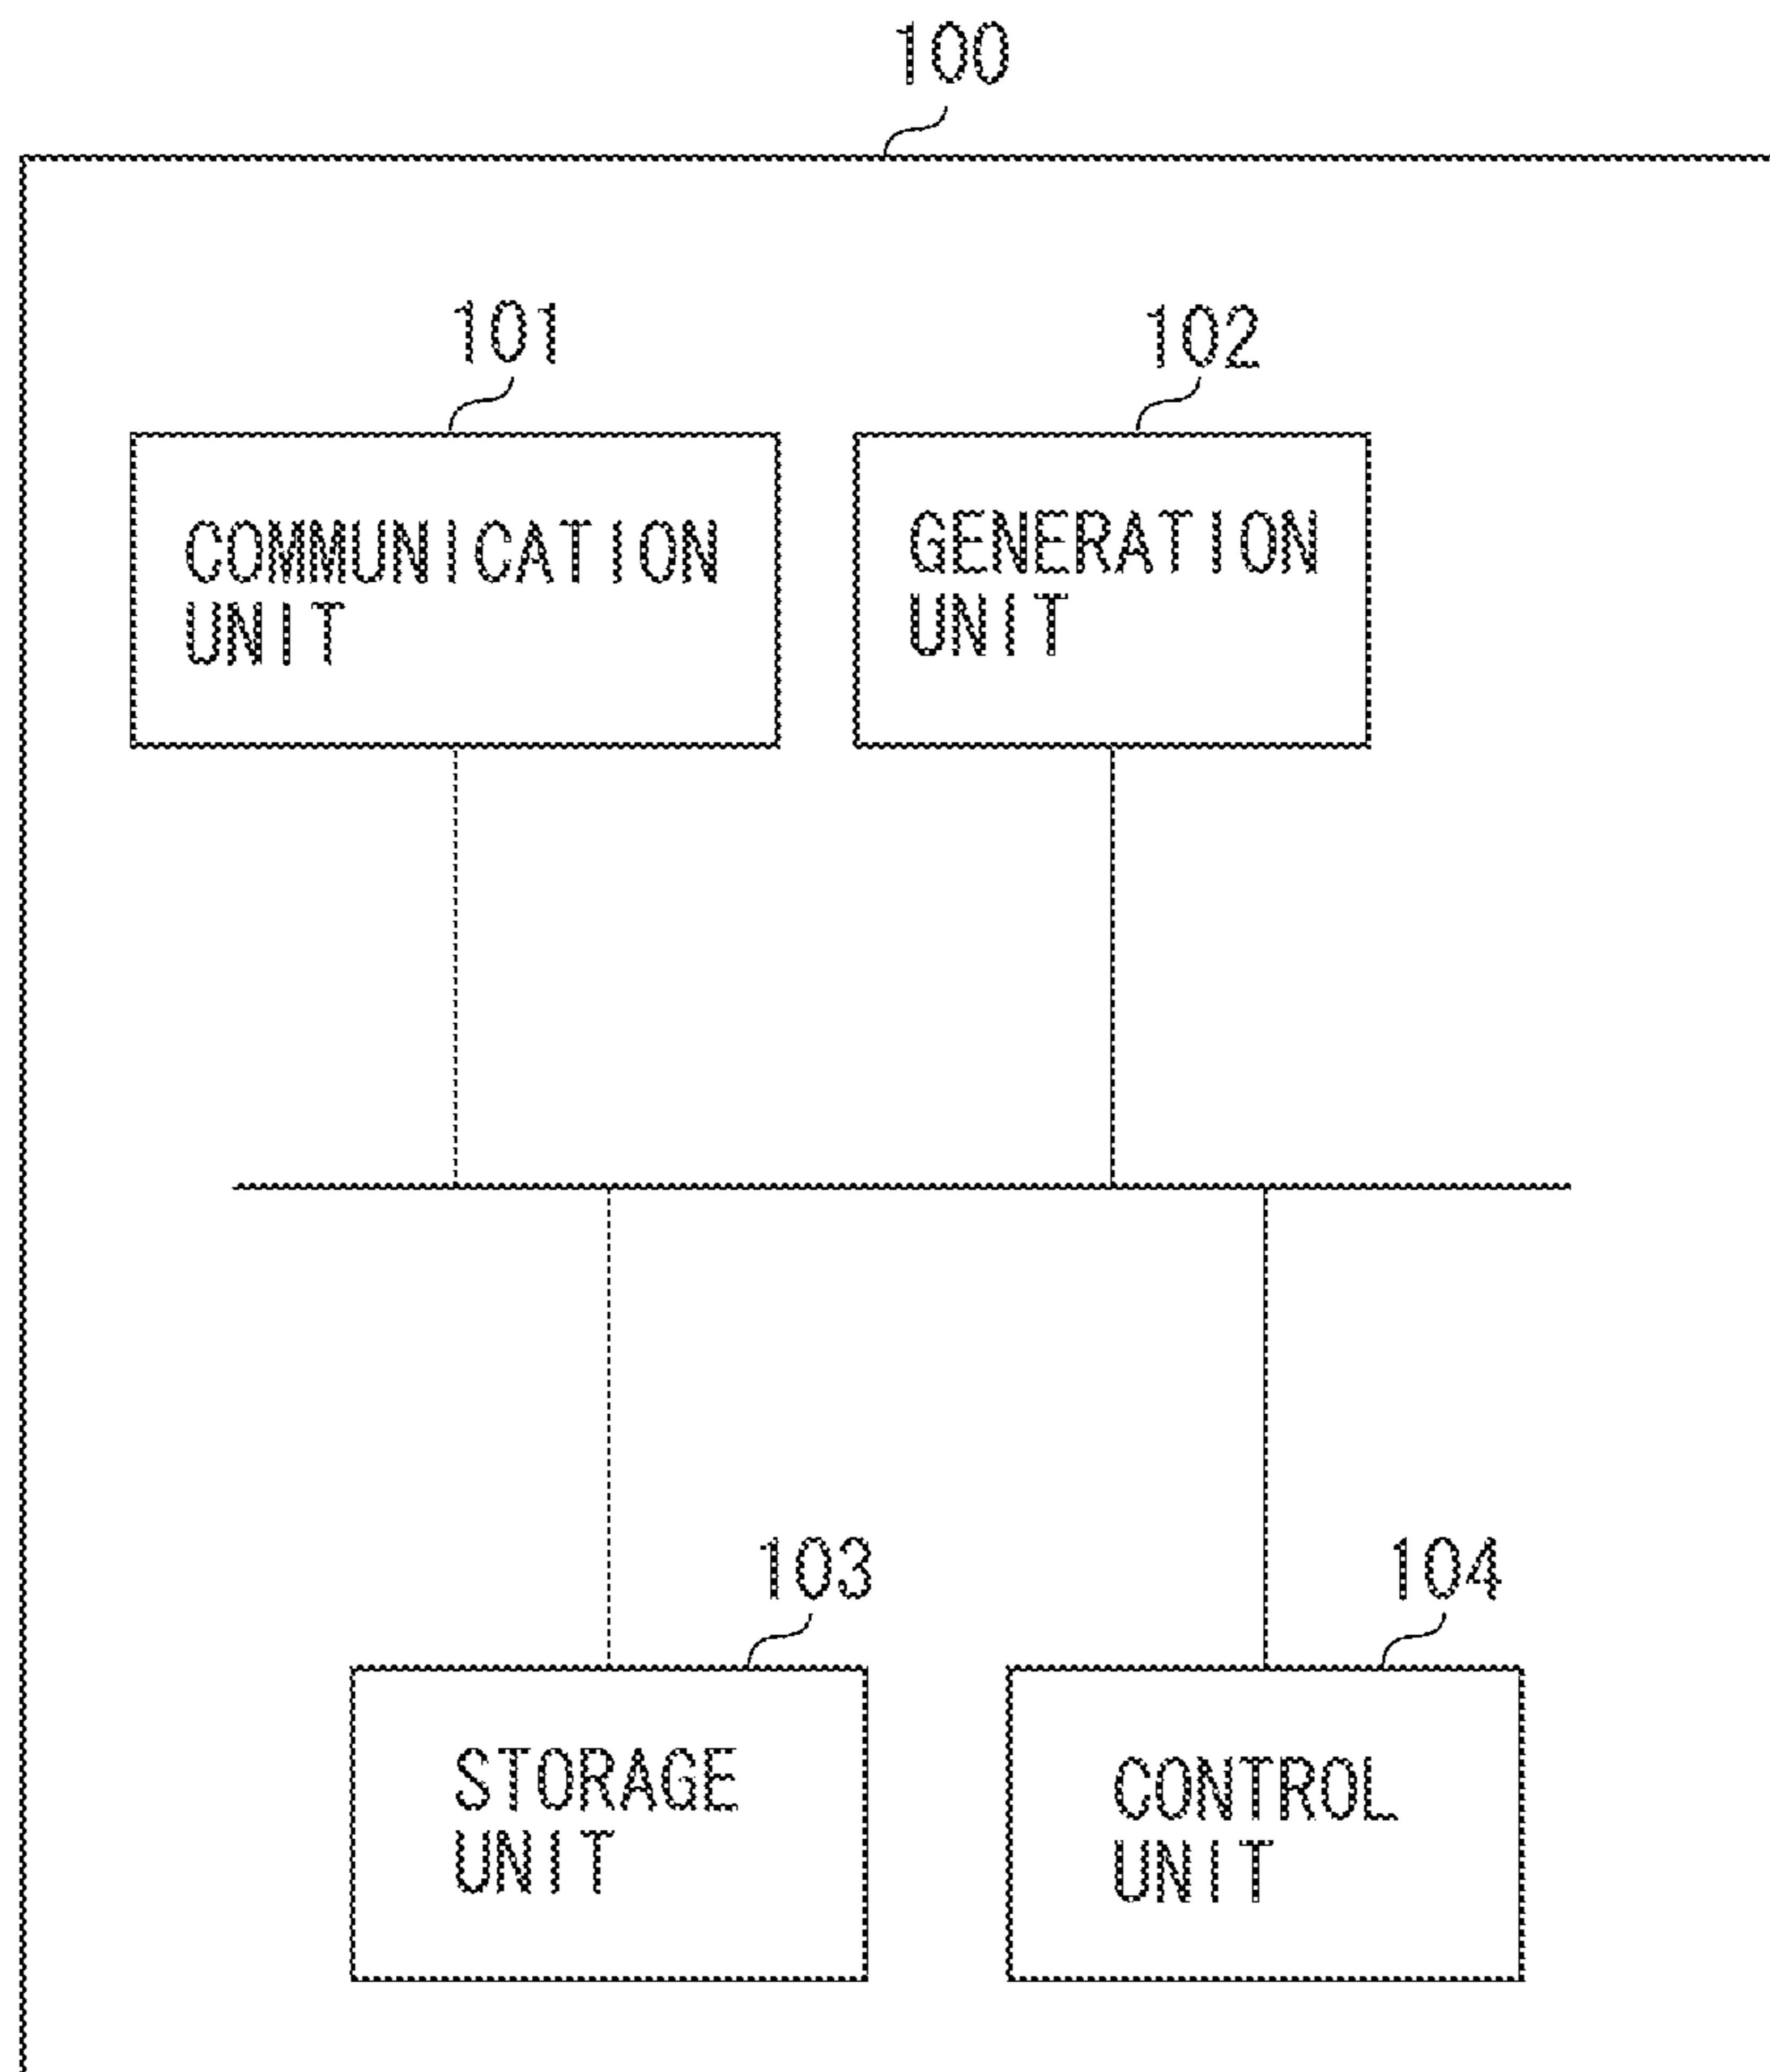 100
101
102
COMMUNICATION
UNIT
GENERATION
UNIT
103
104
STORAGE
UNIT
CONTROL
UNIT